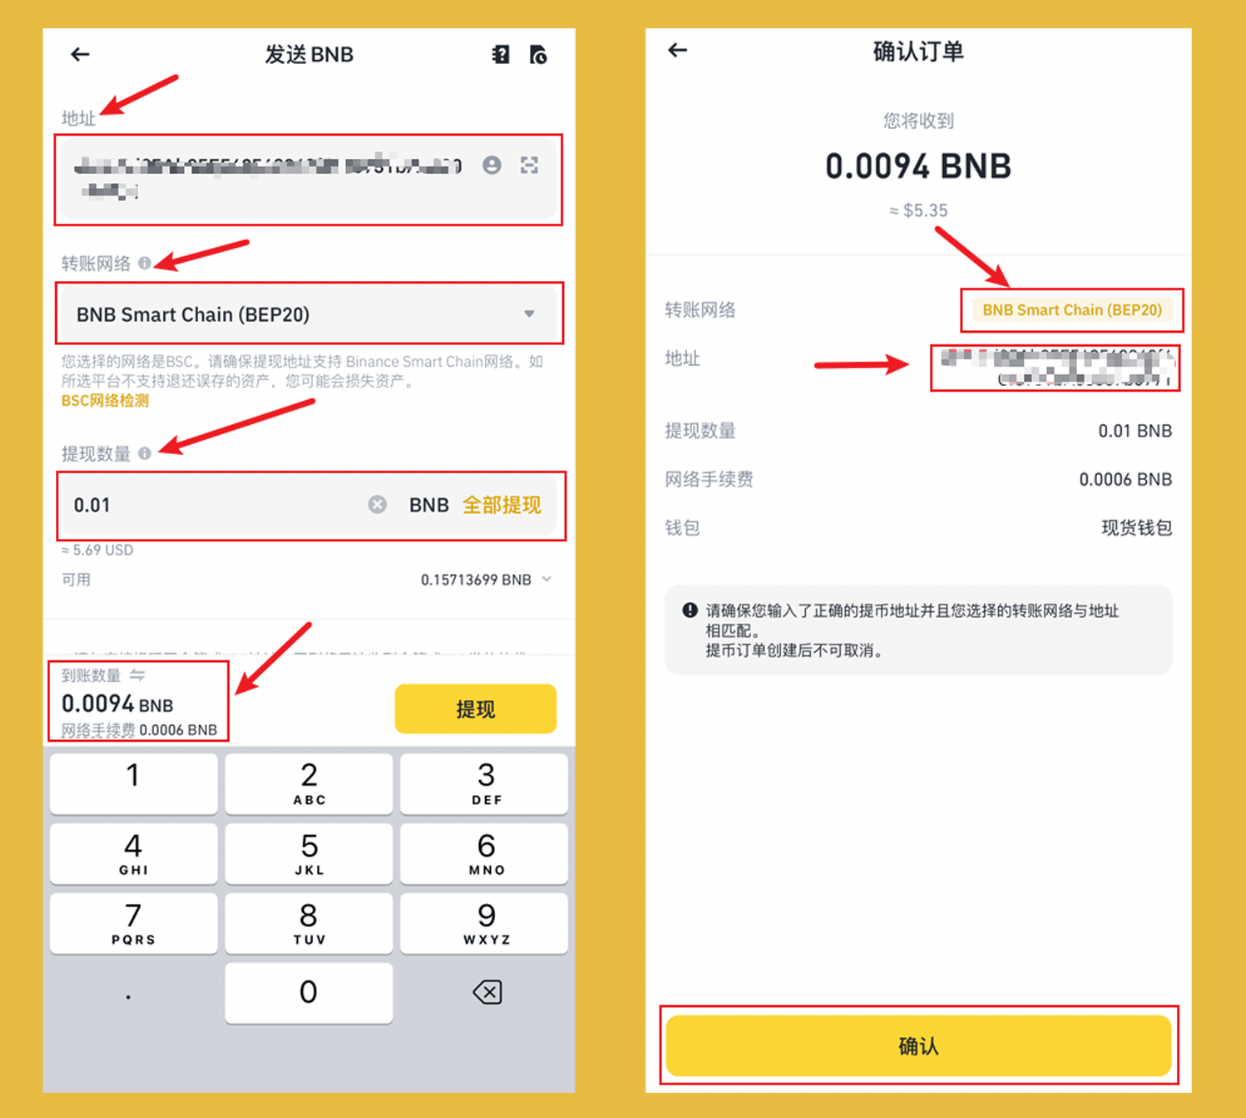 发送BNB
地址
转账网络
BNB Smart Chain (BEP20)
您选择的网络是BSC。请确保提现地址支持 Binance Smart Chain网络。如
所选平台不支持退还误存的资产，您可能会损失资产。
BSC网络检测
提现数量
0.01 BNB 全部提现
≈ 5.69 USD
可用 0.15713699 BNB
到账数量
0.0094 BNB
网络手续费 0.0006 BNB
提现
1
2 ABC
3 DEF
4 GHI
5 JKL
6 MNO
7 PQRS
8 TUV
9 WXYZ
.
0
确认订单
您将收到
0.0094 BNB
≈ $5.35
转账网络 BNB Smart Chain (BEP20)
地址
提现数量 0.01 BNB
网络手续费 0.0006 BNB
钱包 现货钱包
请确保您输入了正确的提币地址并且您选择的转账网络与地址
相匹配。
提币订单创建后不可取消。
确认